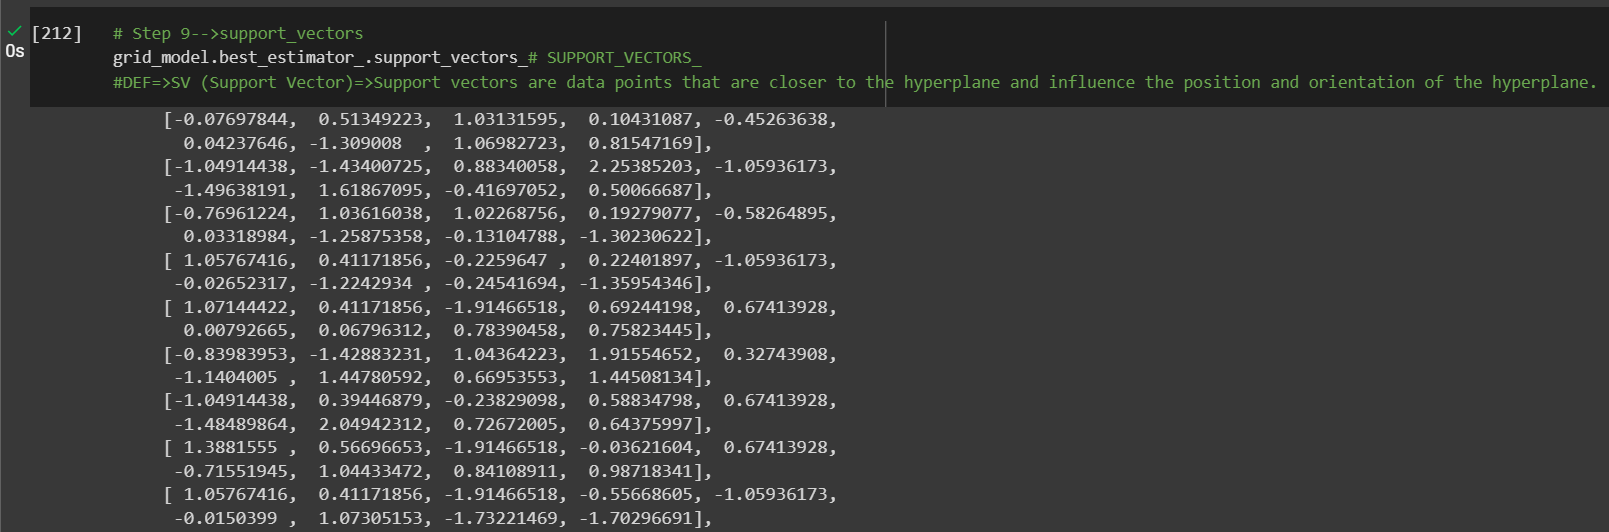 [212] # Step 9-->support_vectors
0s grid_model.best_estimator_.support_vectors_# SUPPORT_VECTORS_
#DEF=>SV (Support Vector)=>Support vectors are data points that are closer to the hyperplane and influence the position and orientation of the hyperplane.
[-0.07697844, 0.51349223, 1.03131595, 0.10431087, -0.45263638,
0.04237646, -1.309008 , 1.06982723, 0.81547169],
[-1.04914438, -1.43400725, 0.88340058, 2.25385203, -1.05936173,
-1.49638191, 1.61867095, -0.41697052, 0.50066687],
[-0.76961224, 1.03616038, 1.02268756, 0.19279077, -0.58264895,
0.03318984, -1.25875358, -0.13104788, -1.30230622],
[ 1.05767416, 0.41171856, -0.2259647 , 0.22401897, -1.05936173,
-0.02652317, -1.2242934 , -0.24541694, -1.35954346],
[ 1.07144422, 0.41171856, -1.91466518, 0.69244198, 0.67413928,
0.00792665, 0.06796312, 0.78390458, 0.75823445],
[-0.83983953, -1.42883231, 1.04364223, 1.91554652, 0.32743908,
-1.1404005 , 1.44780592, 0.66953553, 1.44508134],
[-1.04914438, 0.39446879, -0.23829098, 0.58834798, 0.67413928,
-1.48489864, 2.04942312, 0.72672005, 0.64375997],
[ 1.3881555 , 0.56696653, -1.91466518, -0.03621604, 0.67413928,
-0.71551945, 1.04433472, 0.84108911, 0.98718341],
[ 1.05767416, 0.41171856, -1.91466518, -0.55668605, -1.05936173,
-0.0150399 , 1.07305153, -1.73221469, -1.70296691],